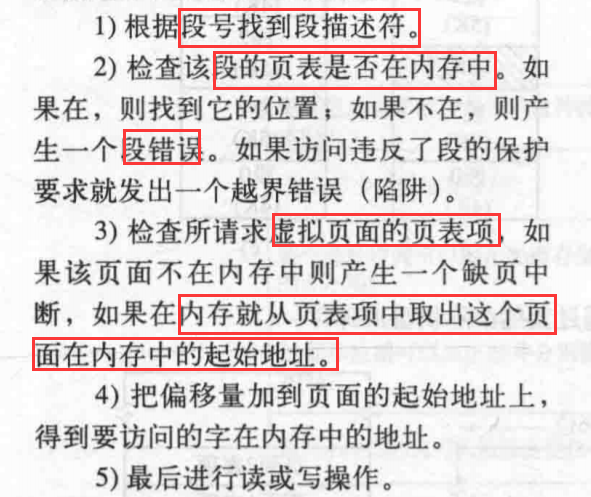 1) 根据段号找到段描述符。
2) 检查该段的页表是否在内存中。如
果在，则找到它的位置；如果不在，则产
生一个段错误。如果访问违反了段的保护
要求就发出一个越界错误（陷阱）。
3) 检查所请求虚拟页面的页表项，如
果该页面不在内存中则产生一个缺页中
断，如果在内存就从页表项中取出这个页
面在内存中的起始地址。
4) 把偏移量加到页面的起始地址上，
得到要访问的字在内存中的地址。
5) 最后进行读或写操作。